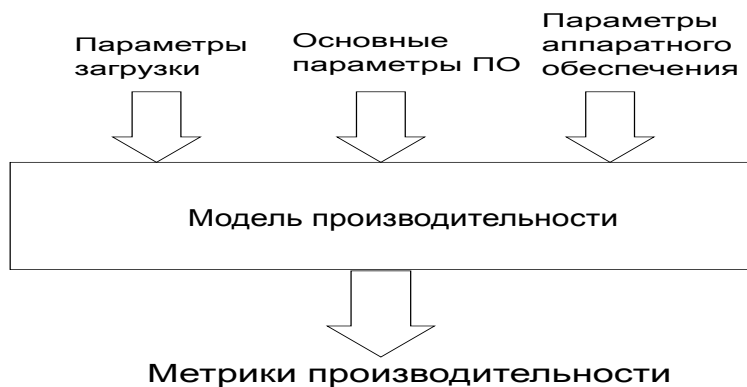 Параметры
загрузки
Основные
параметры ПО
Параметры
аппаратного
обеспечения
Модель производительности
Метрики производительности